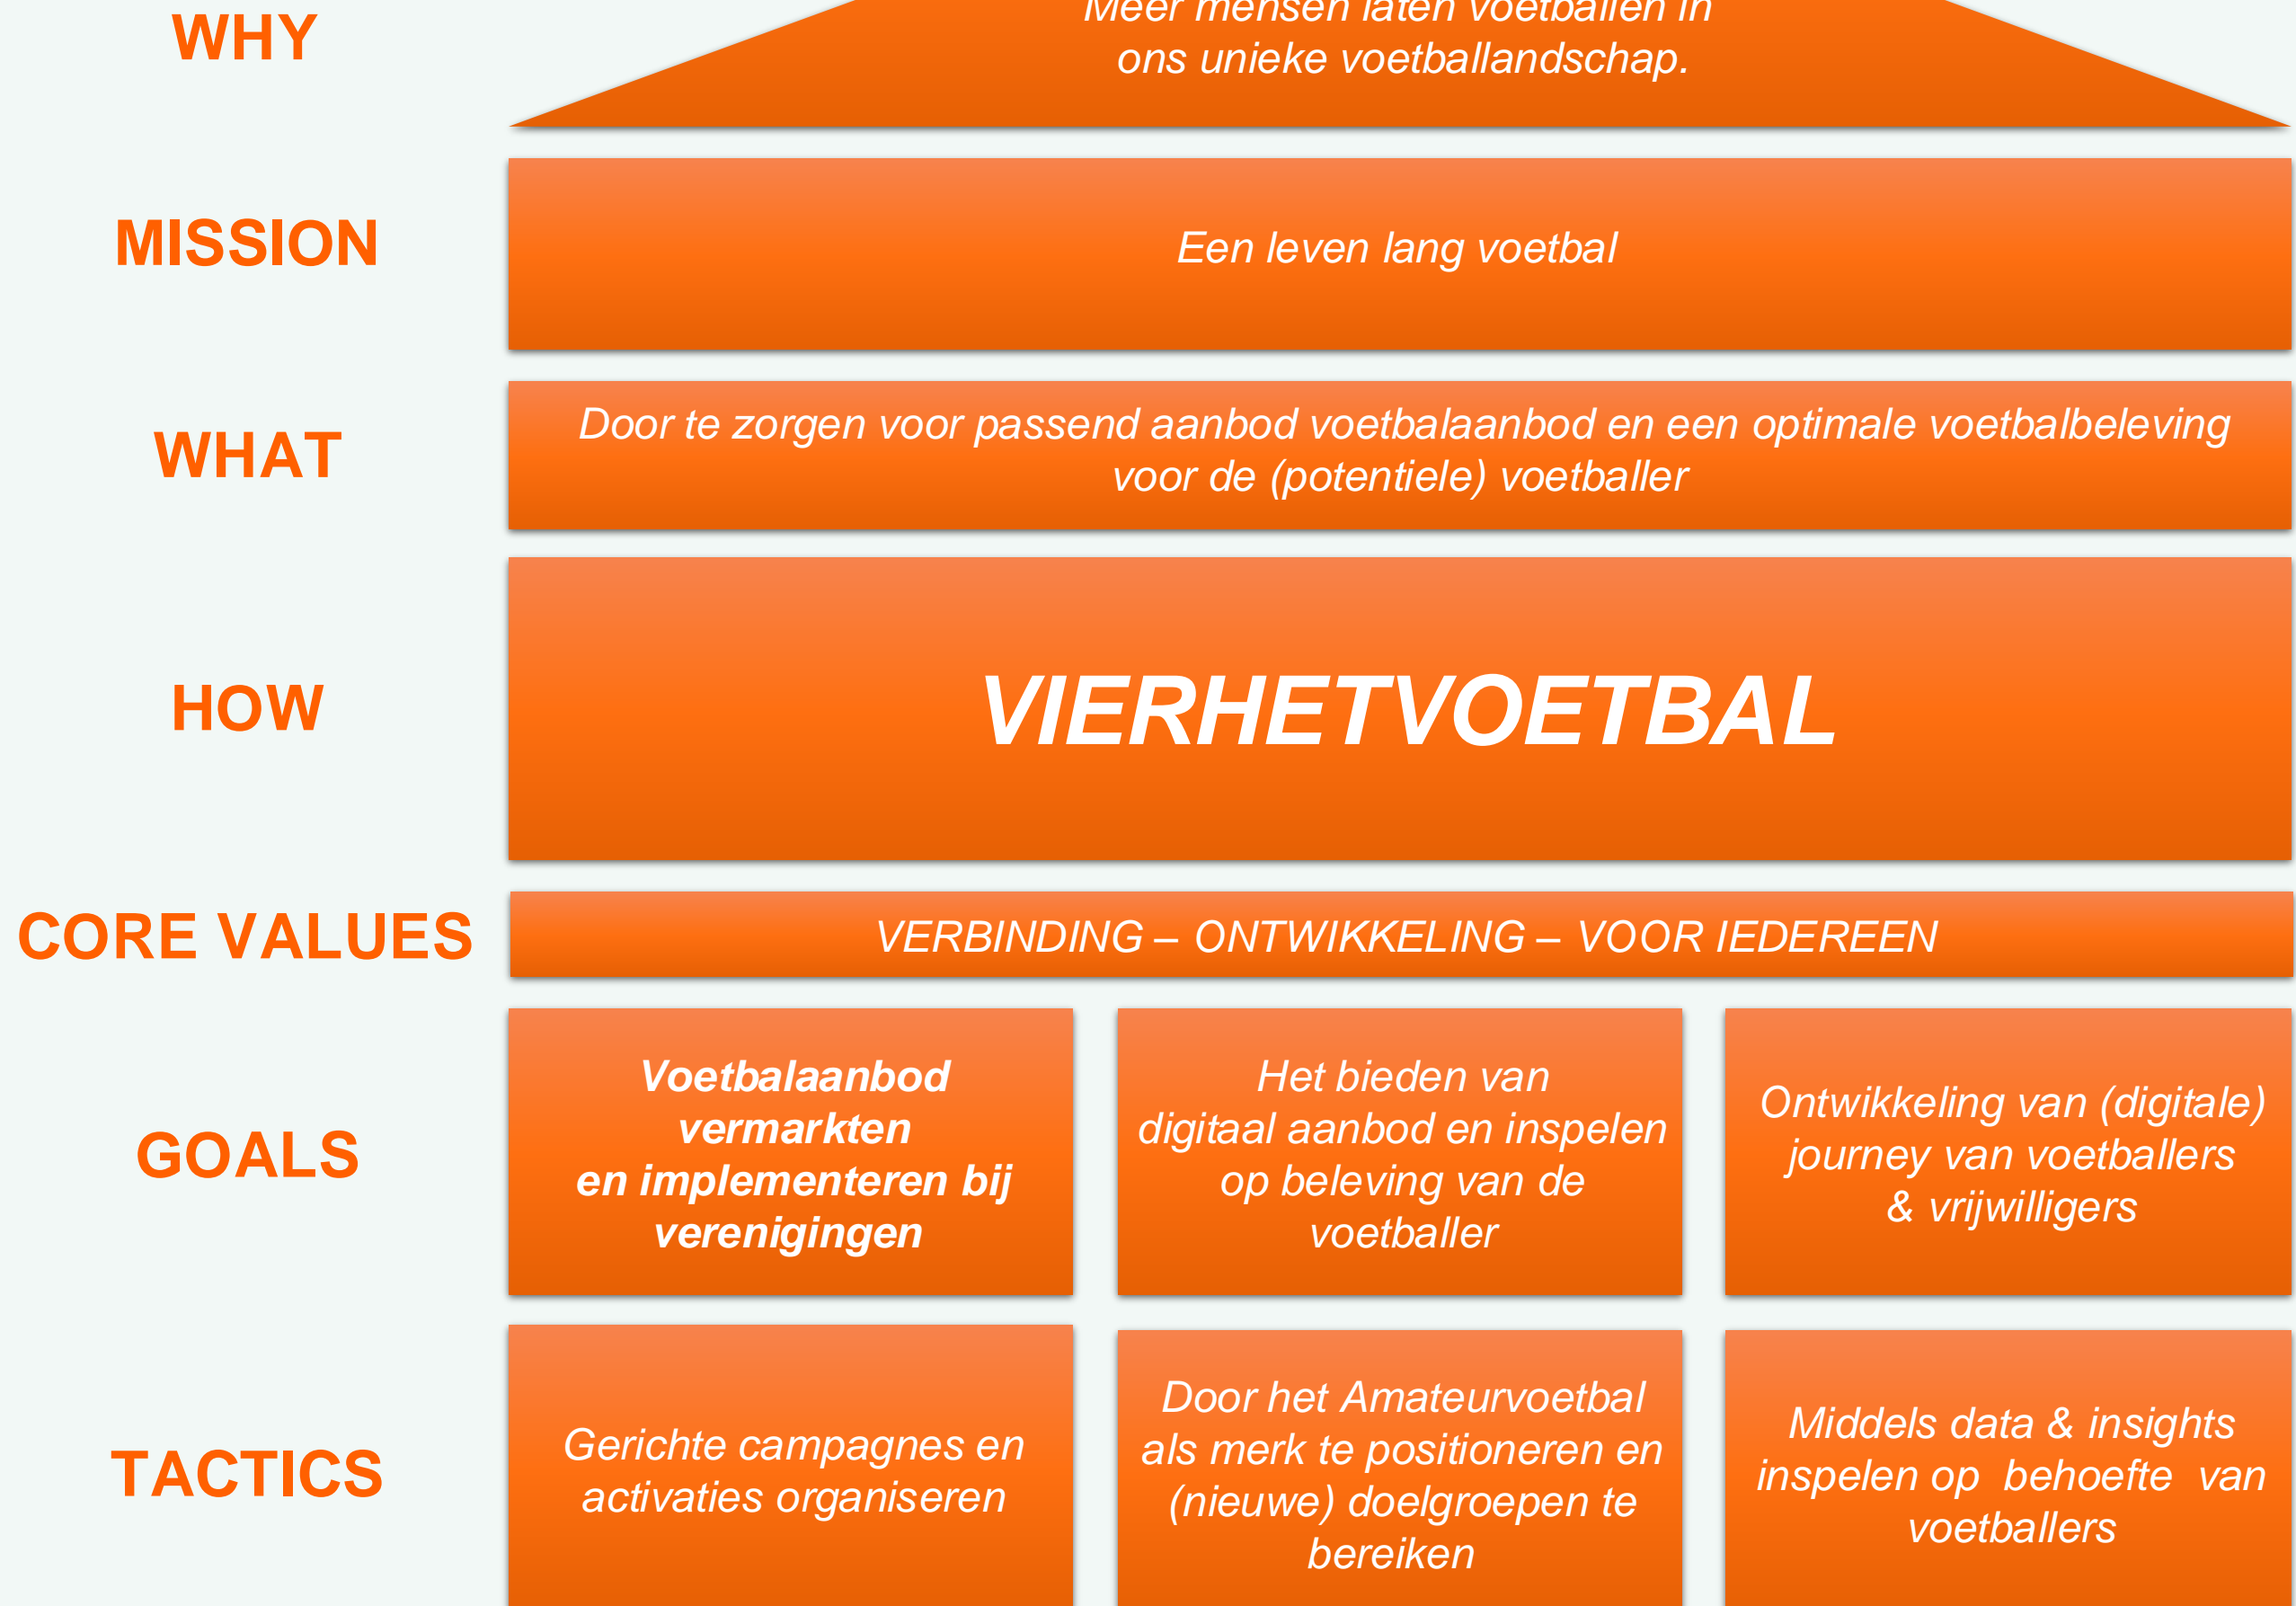 WHY
Meer mensen laten voetballen in
ons unieke voetballandschap.
MISSION
Een leven lang voetbal
WHAT
Door te zorgen voor passend aanbod voetbalaanbod en een optimale voetbalbeleving
voor de (potentiele) voetballer
HOW
VIERHETVOETBAL
CORE VALUES
VERBINDING – ONTWIKKELING – VOOR IEDEREEN
GOALS
Voetbalaanbod
vermarkten
en implementeren bij
verenigingen
Het bieden van
digitaal aanbod en inspelen
op beleving van de
voetballer
Ontwikkeling van (digitale)
journey van voetballers
& vrijwilligers
TACTICS
Gerichte campagnes en
activaties organiseren
Door het Amateurvoetbal
als merk te positioneren en
(nieuwe) doelgroepen te
bereiken
Middels data & insights
inspelen op  behoefte  van
voetballers